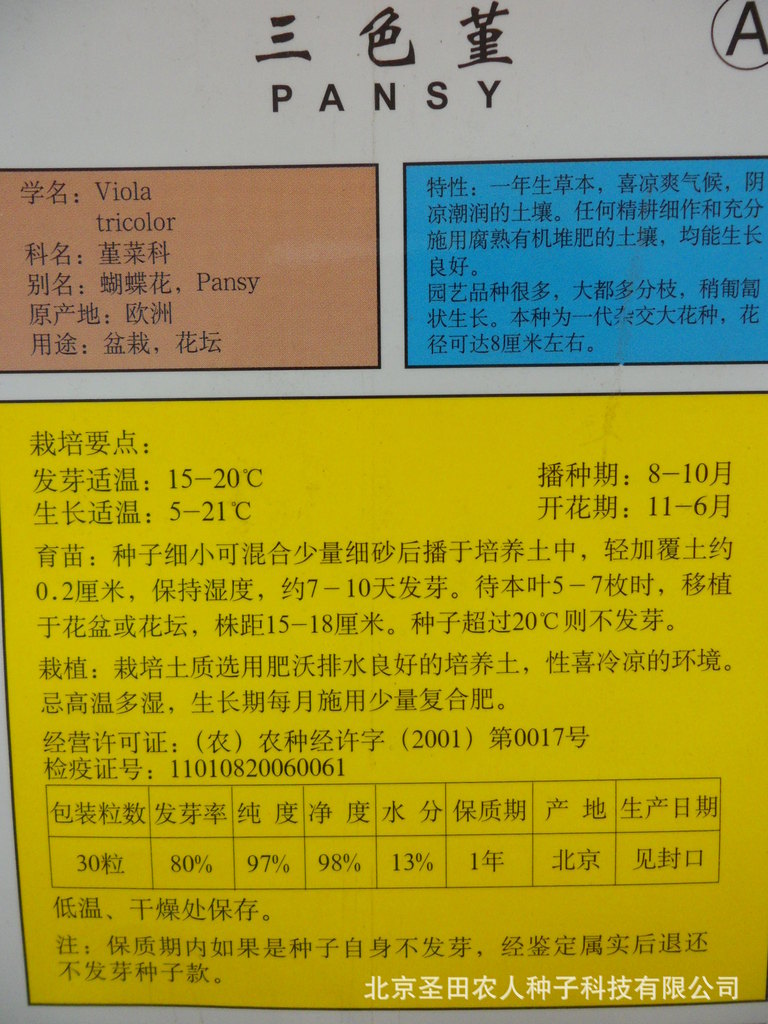 三色堇
A
PANSY
学名：Viola
tricolor
科名：堇菜科
别名：蝴蝶花，Pansy
原产地：欧洲
用途：盆栽，花坛
特性：一年生草本，喜凉爽气候，阴
凉潮润的土壤。任何精耕细作和充分
施用腐熟有机堆肥的土壤，均能生长
良好。
园艺品种很多，大都多分枝，稍匍匐
状生长。本种为一代杂交大花种，花
径可达8厘米左右。
栽培要点：
发芽适温：15-20℃ 播种期：8-10月
生长适温：5-21℃ 开花期：11-6月
育苗：种子细小可混合少量细砂后播于培养土中，轻加覆土约
0.2厘米，保持湿度，约7-10天发芽。待本叶5-7枚时，移植
于花盆或花坛，株距15-18厘米。种子超过20℃则不发芽。
栽植：栽培土质选用肥沃排水良好的培养土，性喜冷凉的环境。
忌高温多湿，生长期每月施用少量复合肥。
经营许可证：（农）农种经许字（2001）第0017号
检疫证号：11010820060061
包装粒数 发芽率 纯度 净度 水分 保质期 产地 生产日期
30粒 80% 97% 98% 13% 1年 北京 见封口
低温、干燥处保存。
注：保质期内如果是种子自身不发芽，经鉴定属实后退还
不发芽种子款。
北京圣田农人种子科技有限公司